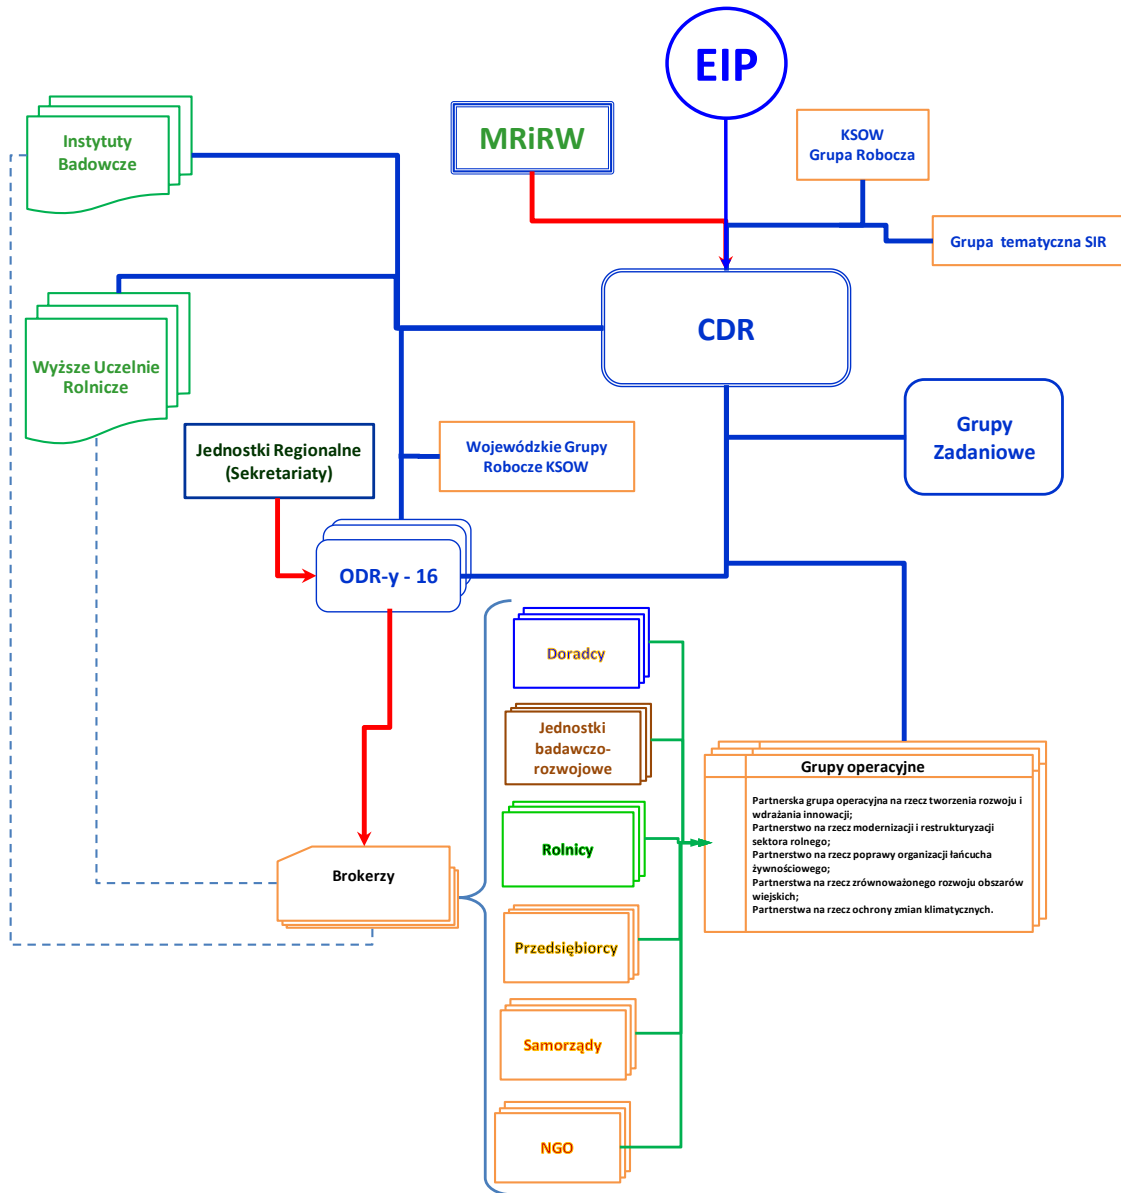 EIP
MRiRW
KSOW
Grupa Robocza
Instytuty
Badowcze
Grupa tematyczna SIR
CDR
Wyższe Uczelnie
Rolnicze
Grupy
Zadaniowe
Jednostki Regionalne
(Sekretariaty)
Wojewódzkie Grupy
Robocze KSOW
ODR-y - 16
Doradcy
Jednostki
badawczo-
rozwojowe
Rolnicy
Przedsiębiorcy
Samorządy
NGO
Brokerzy
Grupy operacyjne
Partnerska grupa operacyjna na rzecz tworzenia rozwoju i
wdrażania innowacji;
Partnerstwo na rzecz modernizacji i restrukturyzacji
sektora rolnego;
Partnerstwo na rzecz poprawy organizacji łańcucha
żywnościowego;
Partnerstwa na rzecz zrównoważonego rozwoju obszarów
wiejskich;
Partnerstwa na rzecz ochrony zmian klimatycznych.